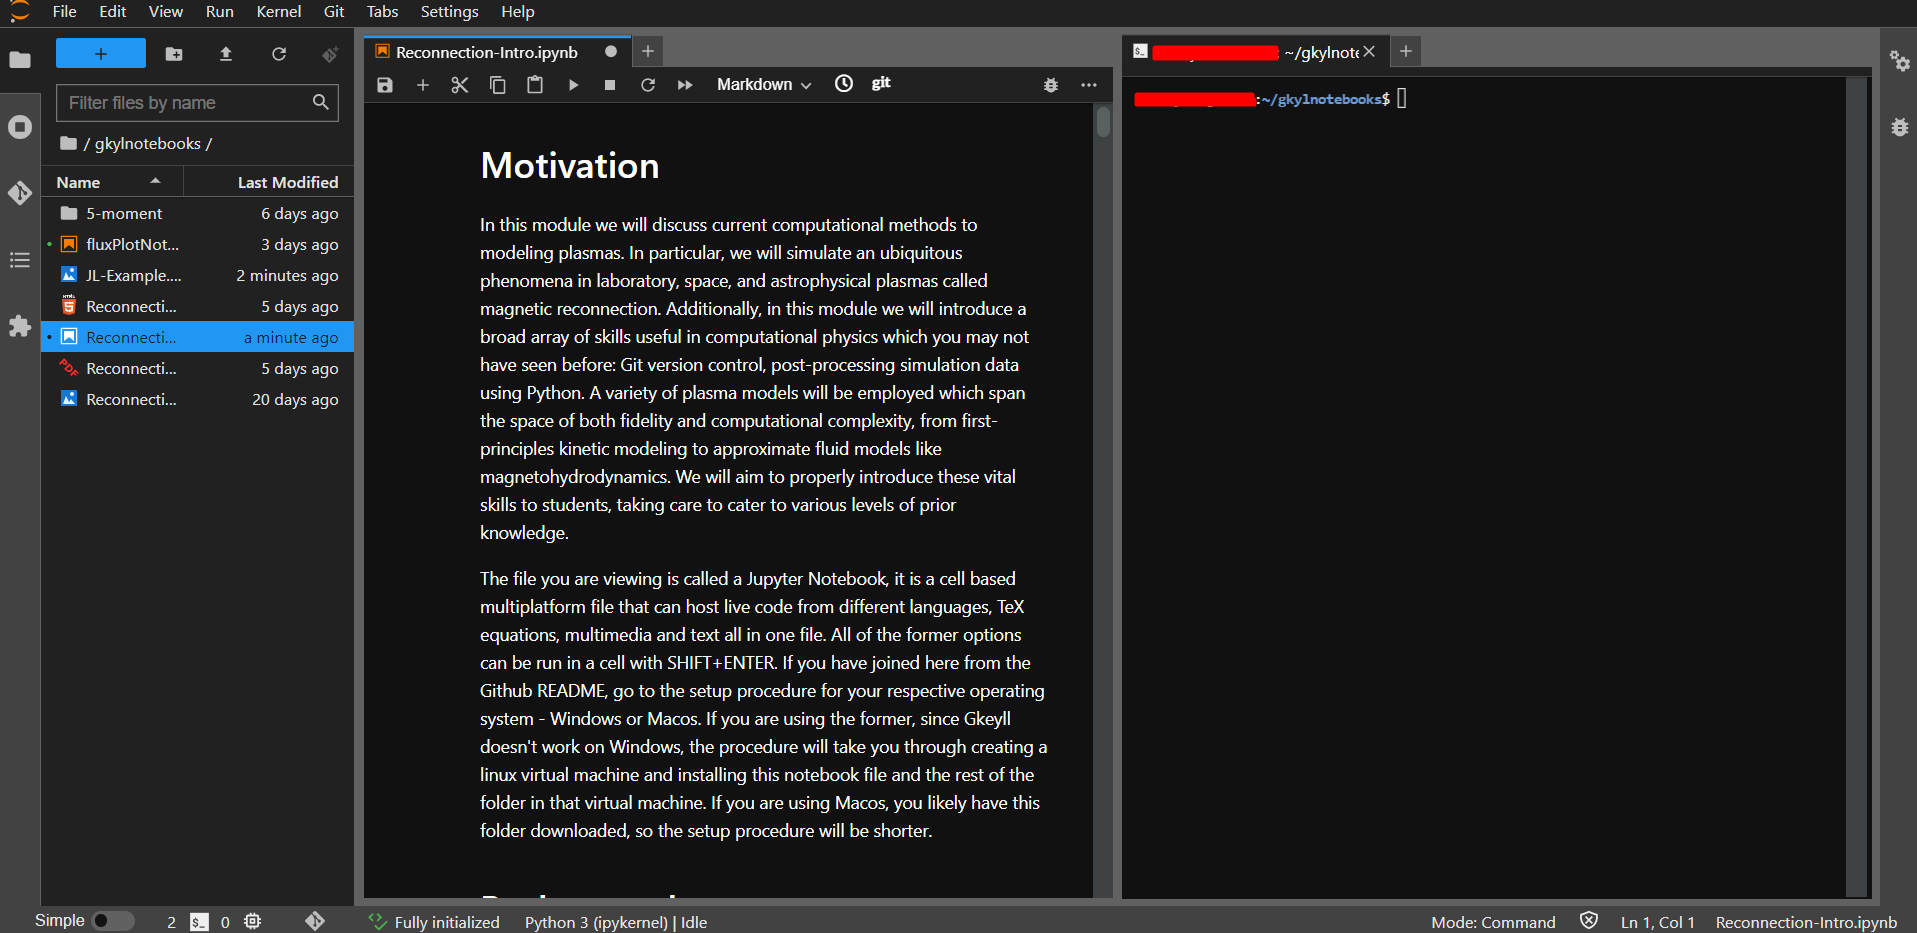 File Edit View Run Kernel Git Tabs Settings Help
+
Filter files by name
/ gkylnotebooks /
Name Last Modified
5-moment 6 days ago
fluxPlotNot... 3 days ago
JL-Example.... 2 minutes ago
Reconnecti... 5 days ago
Reconnecti... a minute ago
Reconnecti... 5 days ago
Reconnecti... 20 days ago
Reconnection-Intro.ipynb
Markdown git
Motivation
In this module we will discuss current computational methods to
modeling plasmas. In particular, we will simulate an ubiquitous
phenomena in laboratory, space, and astrophysical plasmas called
magnetic reconnection. Additionally, in this module we will introduce a
broad array of skills useful in computational physics which you may not
have seen before: Git version control, post-processing simulation data
using Python. A variety of plasma models will be employed which span
the space of both fidelity and computational complexity, from first-
principles kinetic modeling to approximate fluid models like
magnetohydrodynamics. We will aim to properly introduce these vital
skills to students, taking care to cater to various levels of prior
knowledge.
The file you are viewing is called a Jupyter Notebook, it is a cell based
multiplatform file that can host live code from different languages, TeX
equations, multimedia and text all in one file. All of the former options
can be run in a cell with SHIFT+ENTER. If you have joined here from the
Github README, go to the setup procedure for your respective operating
system - Windows or Macos. If you are using the former, since Gkeyll
doesn't work on Windows, the procedure will take you through creating a
linux virtual machine and installing this notebook file and the rest of the
folder in that virtual machine. If you are using Macos, you likely have this
folder downloaded, so the setup procedure will be shorter.
: ~/gkylnote
:~/gkylnotebooks$
Simple 2 $_ 0 Fully initialized Python 3 (ipykernel) | Idle Mode: Command Ln 1, Col 1 Reconnection-Intro.ipynb